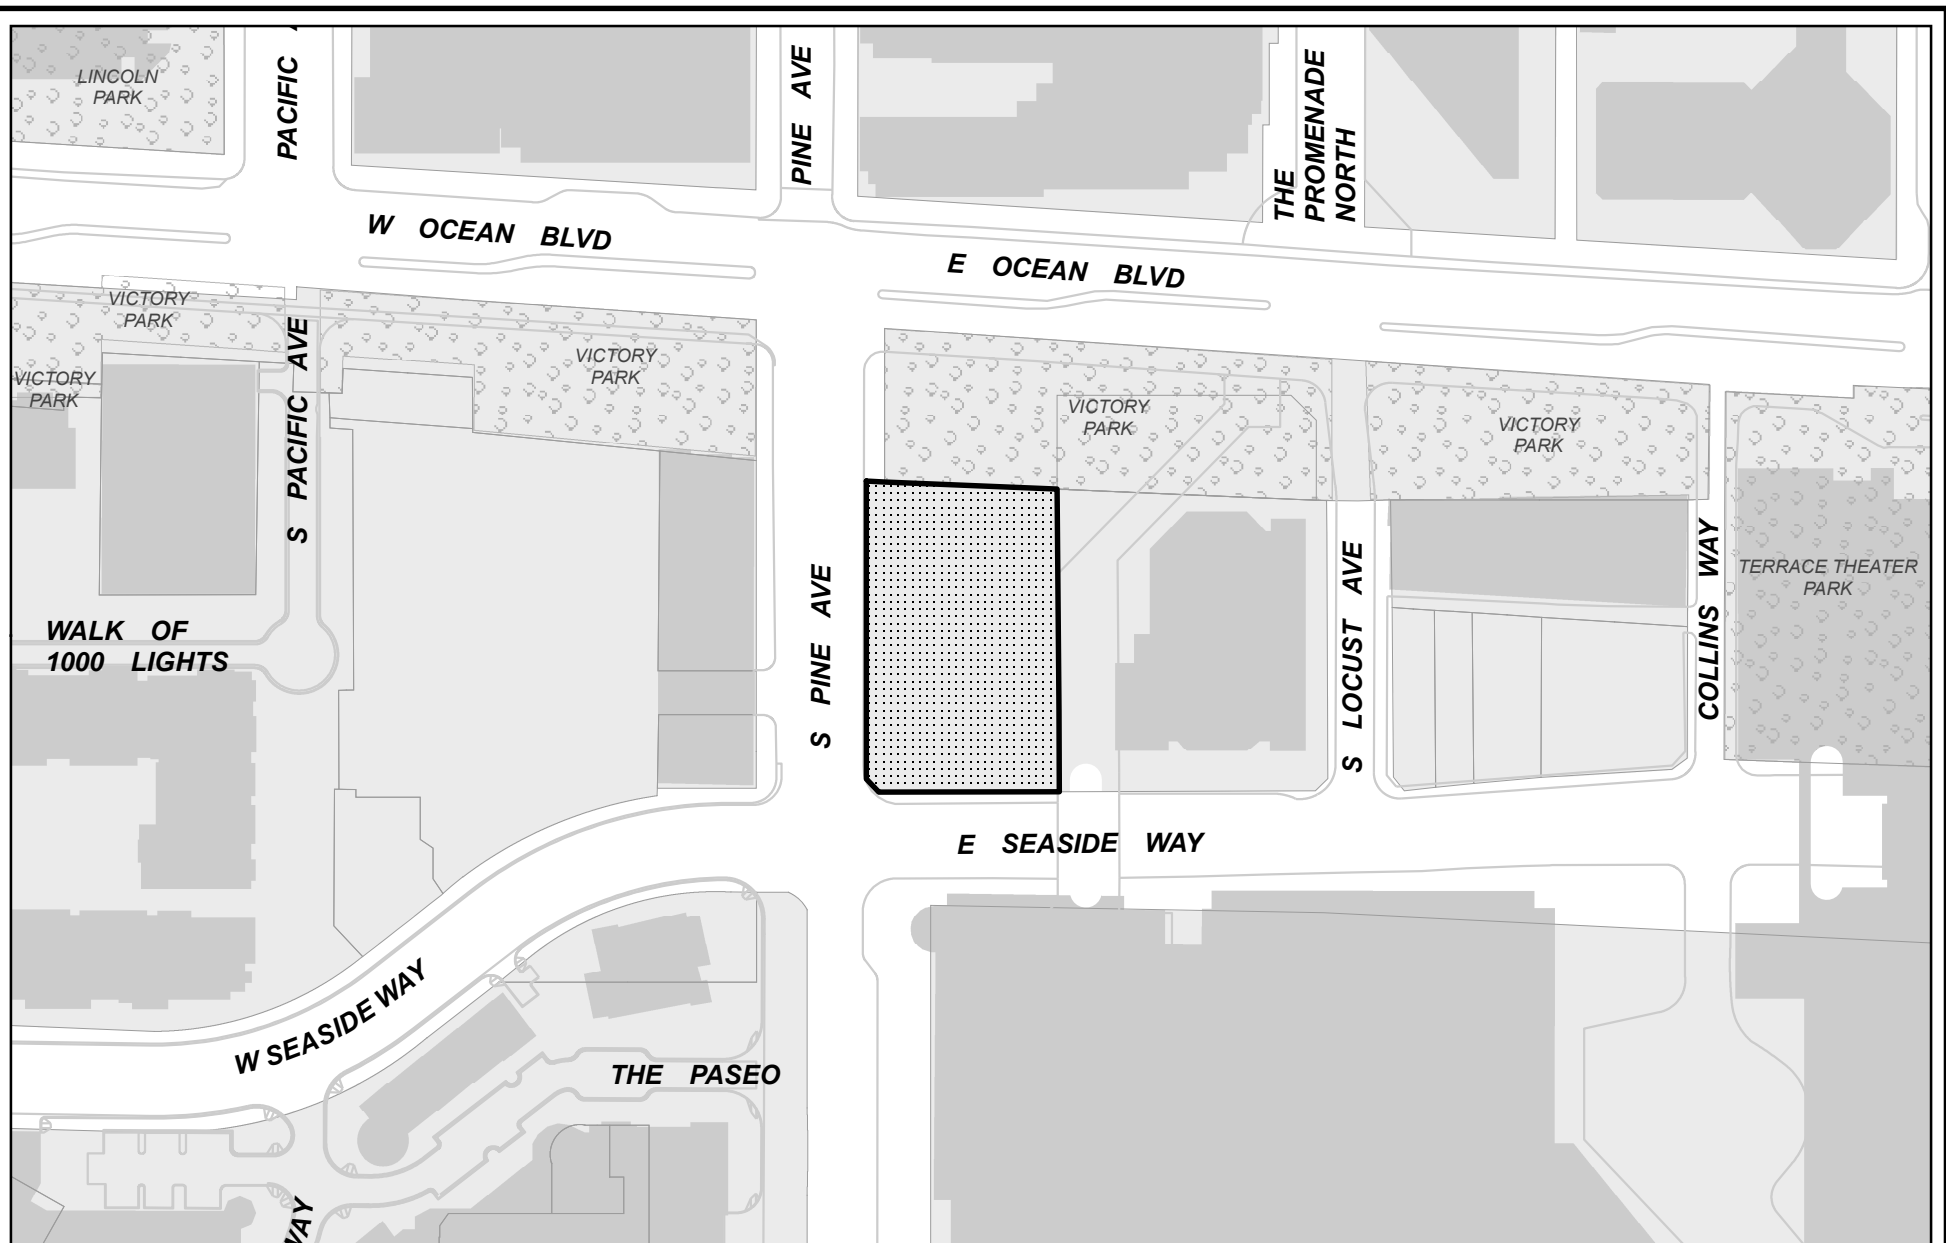 LINCOLN
PARK
PACIFIC
PINE AVE
THE
PROMENADE
NORTH
W OCEAN BLVD
E OCEAN BLVD
VICTORY
PARK
VICTORY
PARK
VICTORY
PARK
VICTORY
PARK
VICTORY
PARK
S PACIFIC AVE
S PINE AVE
S LOCUST AVE
COLLINS WAY
TERRACE THEATER
PARK
WALK OF
1000 LIGHTS
E SEASIDE WAY
W SEASIDE WAY
THE PASEO
WAY